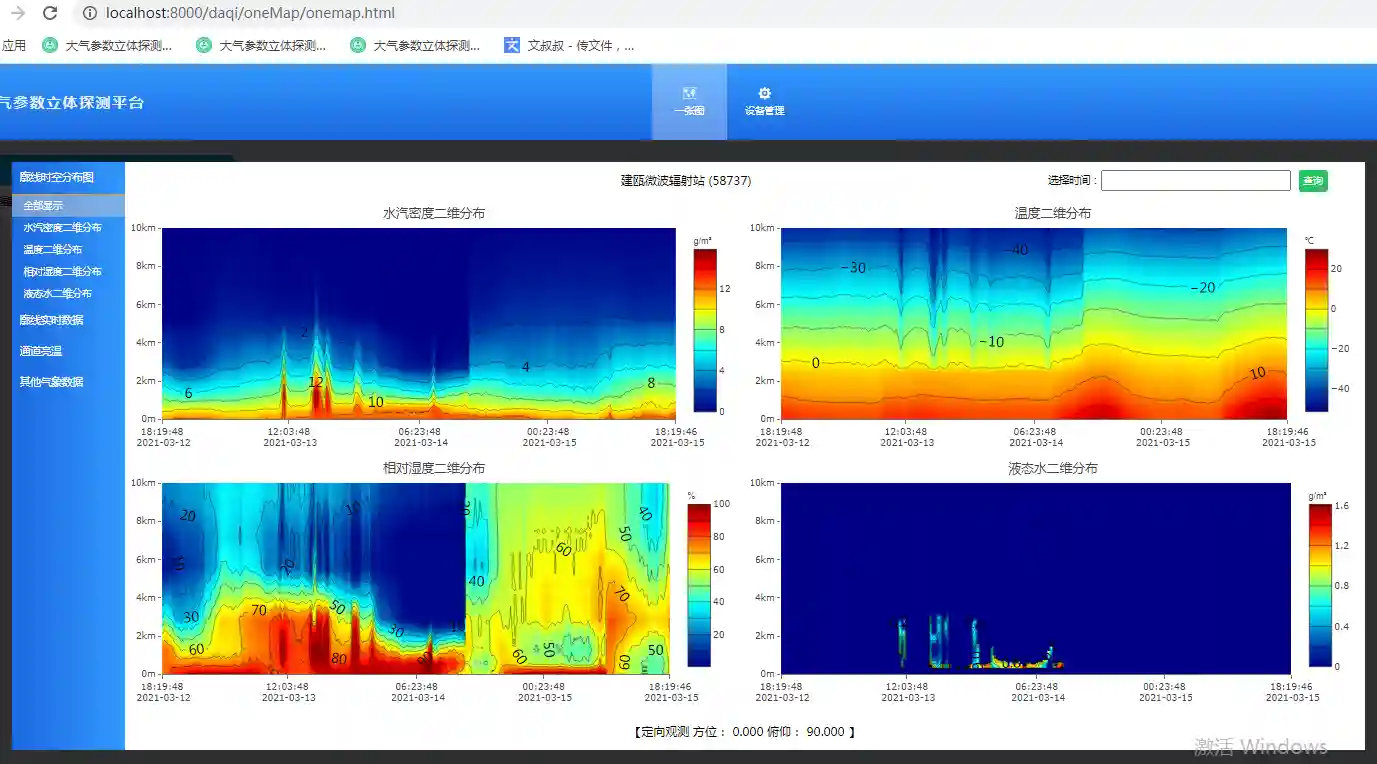 localhost:8000/daqi/oneMap/onemap.html
应用 大气参数立体探测... 大气参数立体探测... 大气参数立体探测... 文叔叔 - 传文件，...
气参数立体探测平台
一张图
设备管理
廓线时空分布图
全部显示
水汽密度二维分布
温度二维分布
相对湿度二维分布
液态水二维分布
廓线实时数据
通道亮温
其他气象数据
建瓯微波辐射站 (58737)
选择时间：
查询
水汽密度二维分布
10km
8km
6km
4km
2km
0m
2
4
6
8
10
12
g/m³
12
8
4
0
18:19:48 12:03:48 06:23:48 00:23:48 18:19:46
2021-03-12 2021-03-13 2021-03-14 2021-03-15 2021-03-15
温度二维分布
10km
8km
6km
4km
2km
0m
-40
-30
-20
-10
0
10
℃
20
0
-20
-40
18:19:48 12:03:48 06:23:48 00:23:48 18:19:46
2021-03-12 2021-03-13 2021-03-14 2021-03-15 2021-03-15
相对湿度二维分布
10km
8km
6km
4km
2km
0m
20
10
40
50
60
20
40
30
70
50
30
70
60
80
60
50
60
50
%
100
80
60
40
20
18:19:48 12:03:48 06:23:48 00:23:48 18:19:46
2021-03-12 2021-03-13 2021-03-14 2021-03-15 2021-03-15
液态水二维分布
10km
8km
6km
4km
2km
0m
g/m³
1.6
1.2
0.8
0.4
0
18:19:48 12:03:48 06:23:48 00:23:48 18:19:46
2021-03-12 2021-03-13 2021-03-14 2021-03-15 2021-03-15
【定向观测 方位： 0.000 俯仰： 90.000 】
激活 Windows